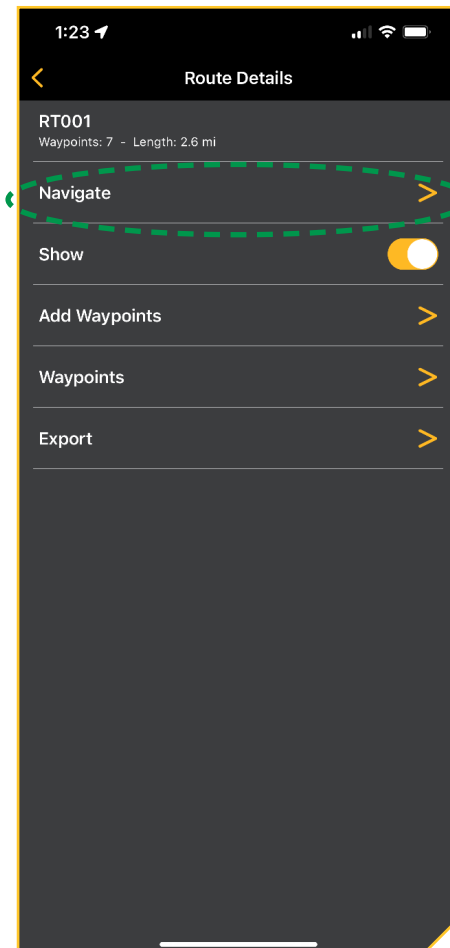 1:23
Route Details
RT001
Waypoints: 7 - Length: 2.6 mi
Navigate
Show
Add Waypoints
Waypoints
Export